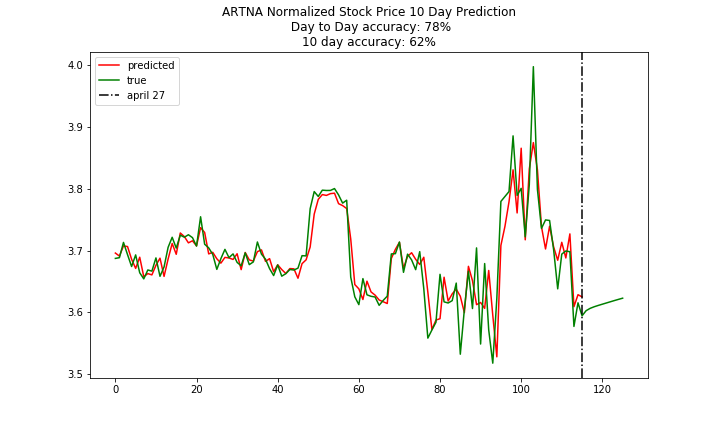 ARTNA Normalized Stock Price 10 Day Prediction
Day to Day accuracy: 78%
10 day accuracy: 62%
predicted
true
april 27
4.0
3.9
3.8
3.7
3.6
3.5
0 20 40 60 80 100 120